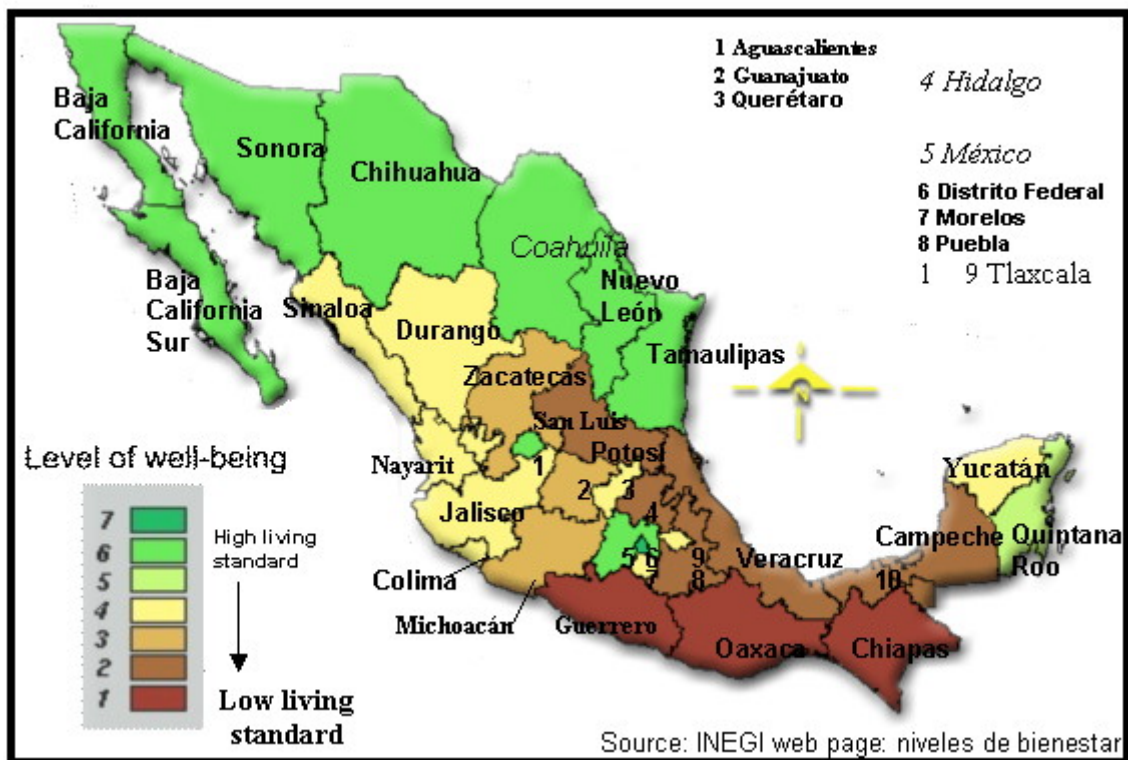 1 Aguascalientes
2 Guanajuato
3 Querétaro
4 Hidalgo
5 México
6 Distrito Federal
7 Morelos
8 Puebla
1 9 Tlaxcala
Baja
California
Sonora
Chihuahua
Coahuila
Nuevo
León
Baja
California
Sur
Sinaloa
Durango
Tamaulipas
Zacatecas
N
San Luis
Potosí
Nayarit
1
2
3
4
Jalisco
5
6
7
8
9
Colima
Michoacán
Guerrero
Oaxaca
Veracruz
10
Chiapas
Yucatán
Campeche
Quintana
Roo
Level of well-being
7
6
5
4
3
2
1
High living
standard
Low living
standard
Source: INEGI web page: niveles de bienestar